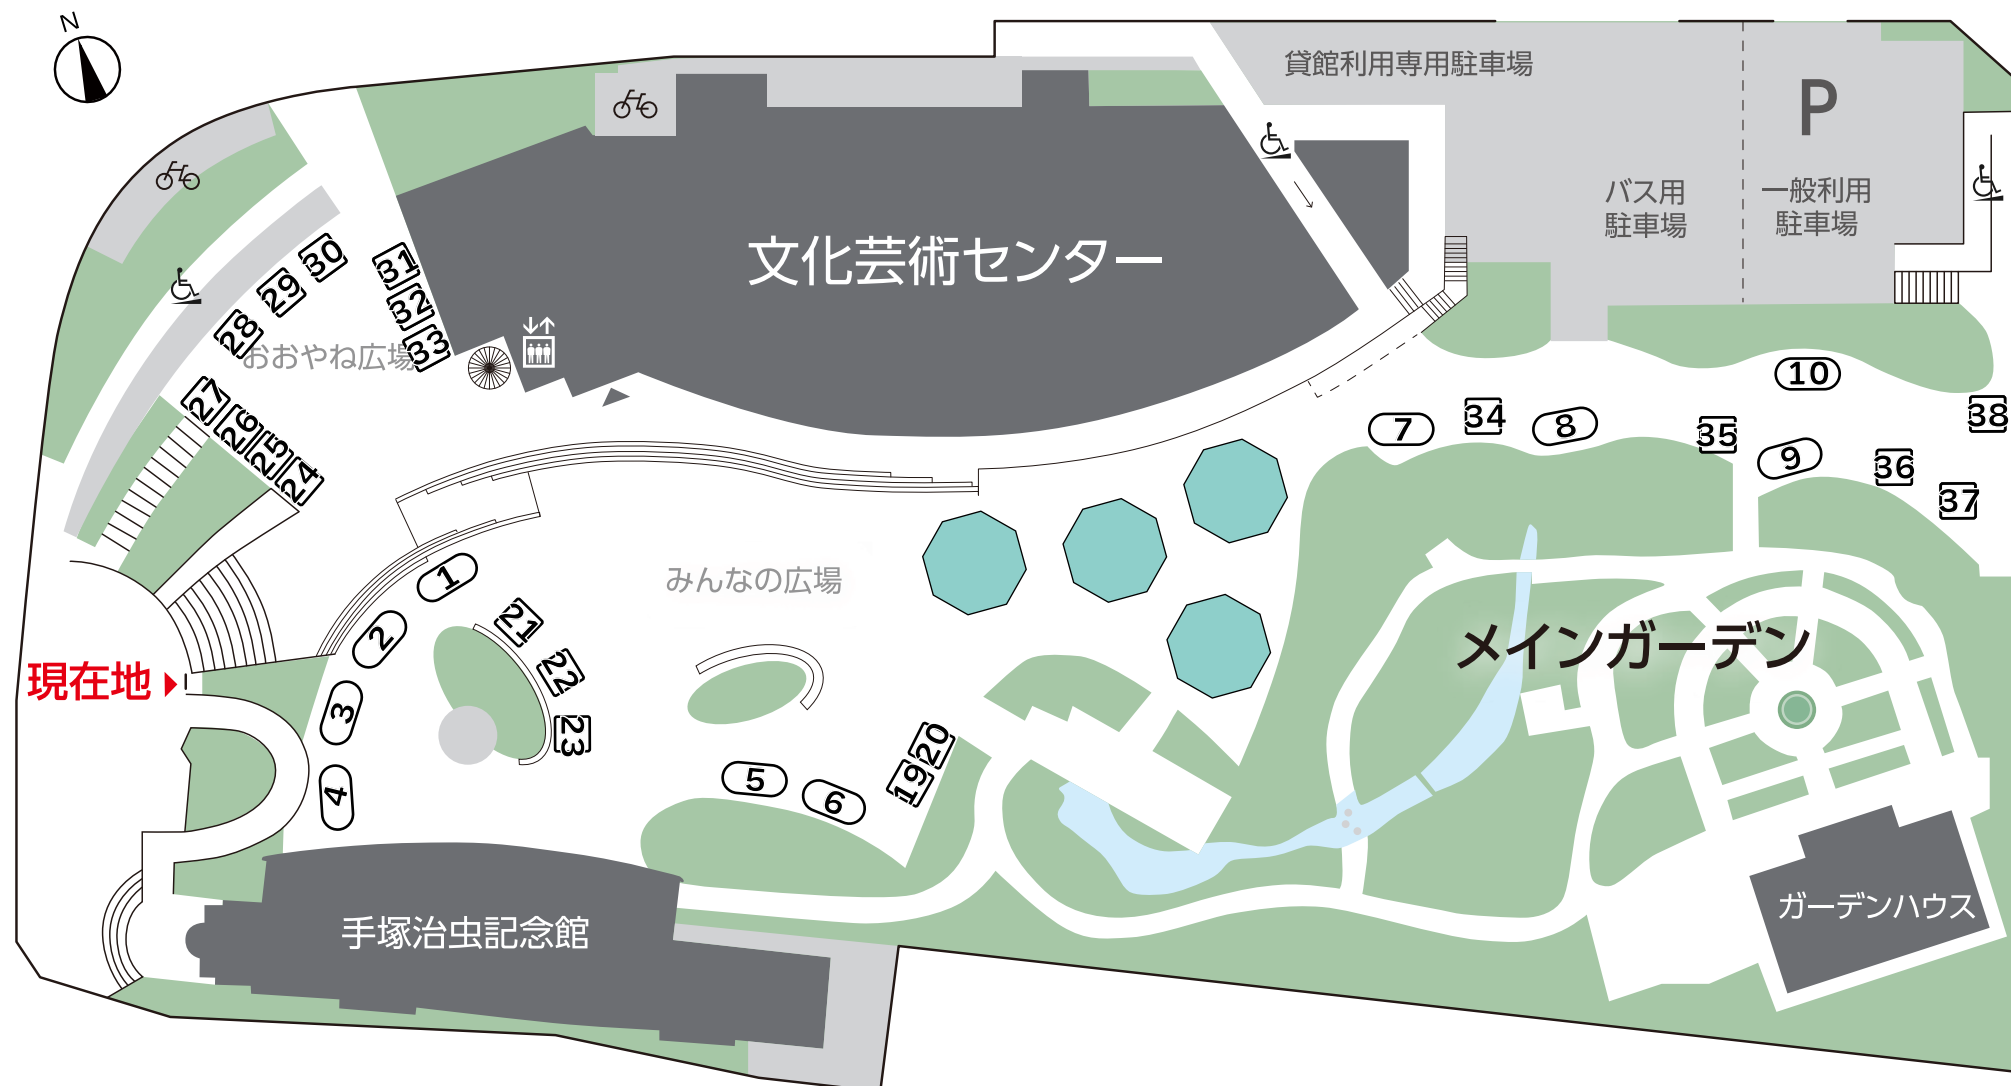 N
貸館利用専用駐車場
P
バス用
駐車場
一般利用
駐車場
文化芸術センター
30
29
28
31
32
33
おおやね広場
27
26
25
24
10
7
34
8
35
9
36
37
38
みんなの広場
1
2
3
4
21
22
23
5
6
19
20
現在地
メインガーデン
手塚治虫記念館
ガーデンハウス